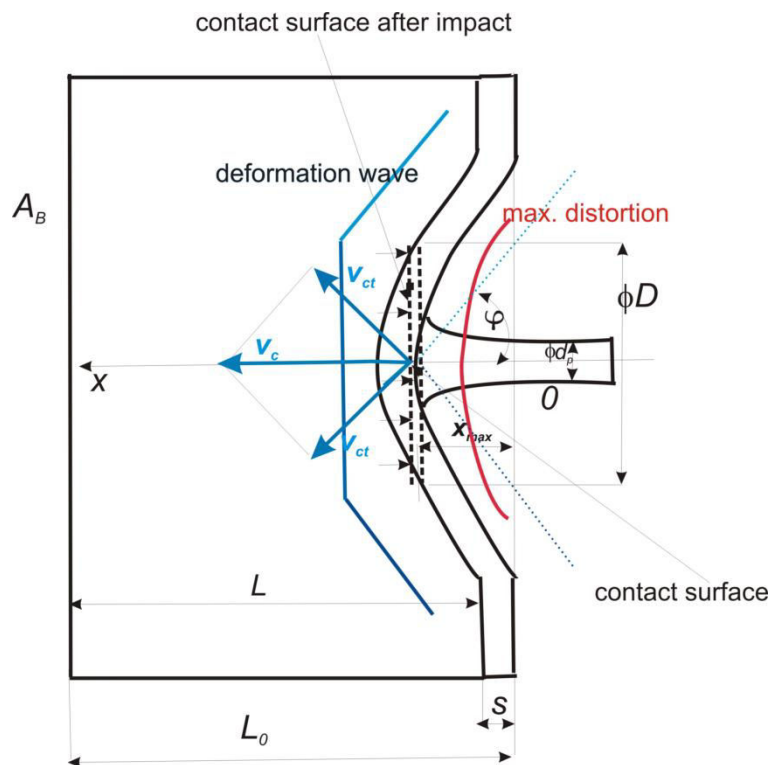 contact surface after impact
deformation wave
A_B
max. distortion
v_ct
φD
φ
v_c
φd_p
x
0
v_ct
x_max
L
contact surface
s
L_0